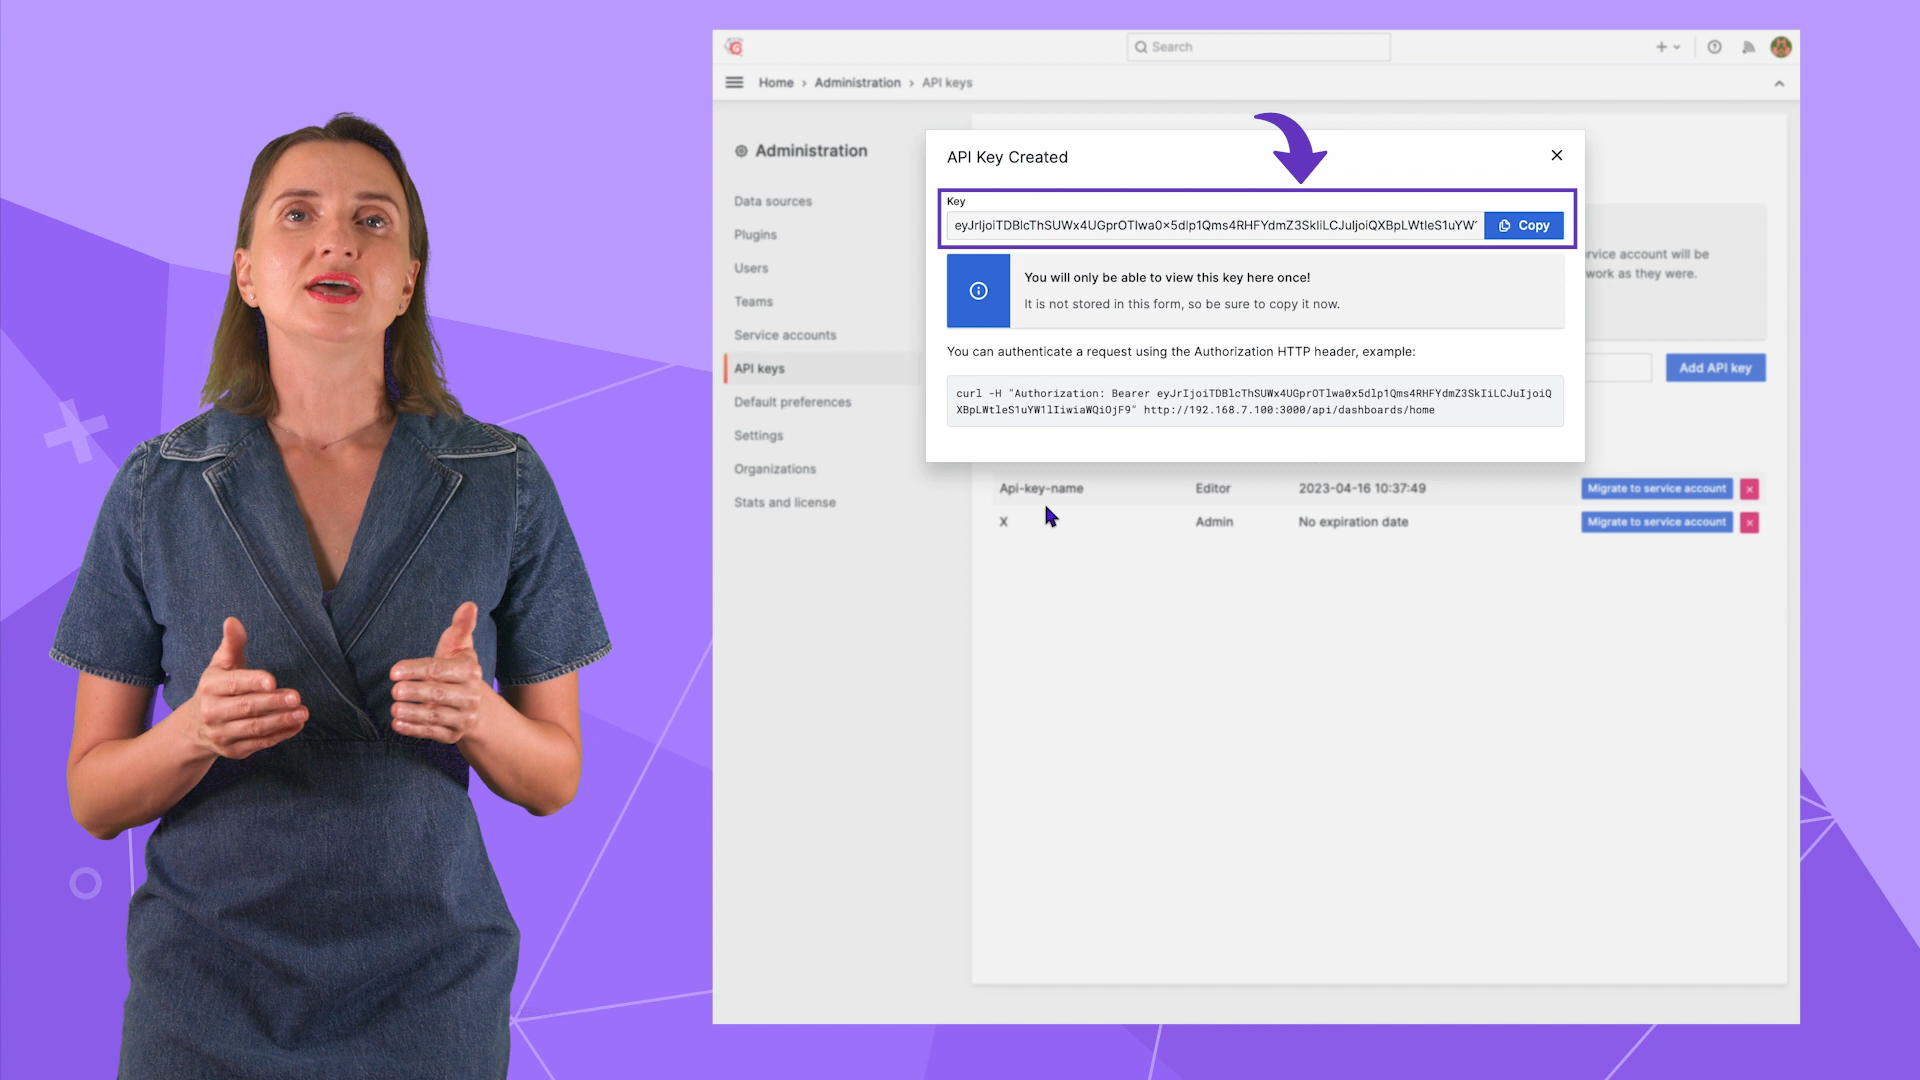 Search
Home › Administration › API keys
Administration
Data sources
Plugins
Users
Teams
Service accounts
API keys
Default preferences
Settings
Organizations
Stats and license
API Key Created
Key
eyJrIjoiTDBlcThSUWx4UGprOTlwa0x5dlp1Qms4RHFYdmZ3SkIiLCJuIjoiQXBpLWtleS1uYW1
Copy
You will only be able to view this key here once!
It is not stored in this form, so be sure to copy it now.
You can authenticate a request using the Authorization HTTP header, example:
curl -H "Authorization: Bearer eyJrIjoiTDBlcThSUWx4UGprOTlwa0x5dlp1Qms4RHFYdmZ3SkIiLCJuIjoiQ
XBpLWtleS1uYW1lIiwiaWQiOjF9" http://192.168.7.100:3000/api/dashboards/home
rvice account will be
work as they were.
Add API key
Api-key-name Editor 2023-04-16 10:37:49 Migrate to service account
X Admin No expiration date Migrate to service account